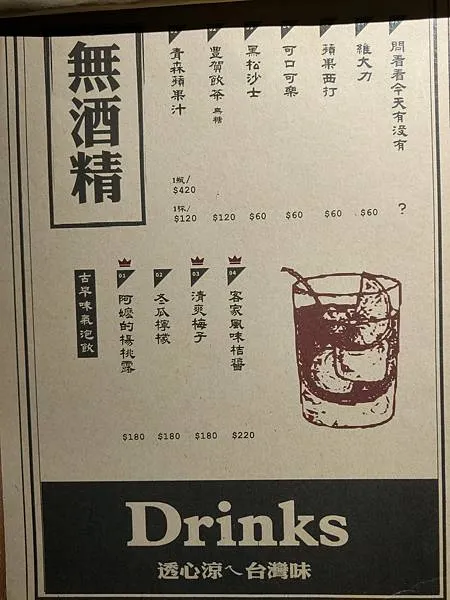 無酒精
青森蘋果汁
1瓶/
$420
1杯/
$120
豐賀飲茶 無糖
$120
黑松沙士
$60
可口可樂
$60
蘋果西打
$60
維大力
$60
問看看今天有沒有
?
古早味氣泡飲
01
阿嬤的楊桃露
$180
02
冬瓜檸檬
$180
03
清爽梅子
$180
04
客家風味桔醬
$220
Drinks
透心涼～台灣味